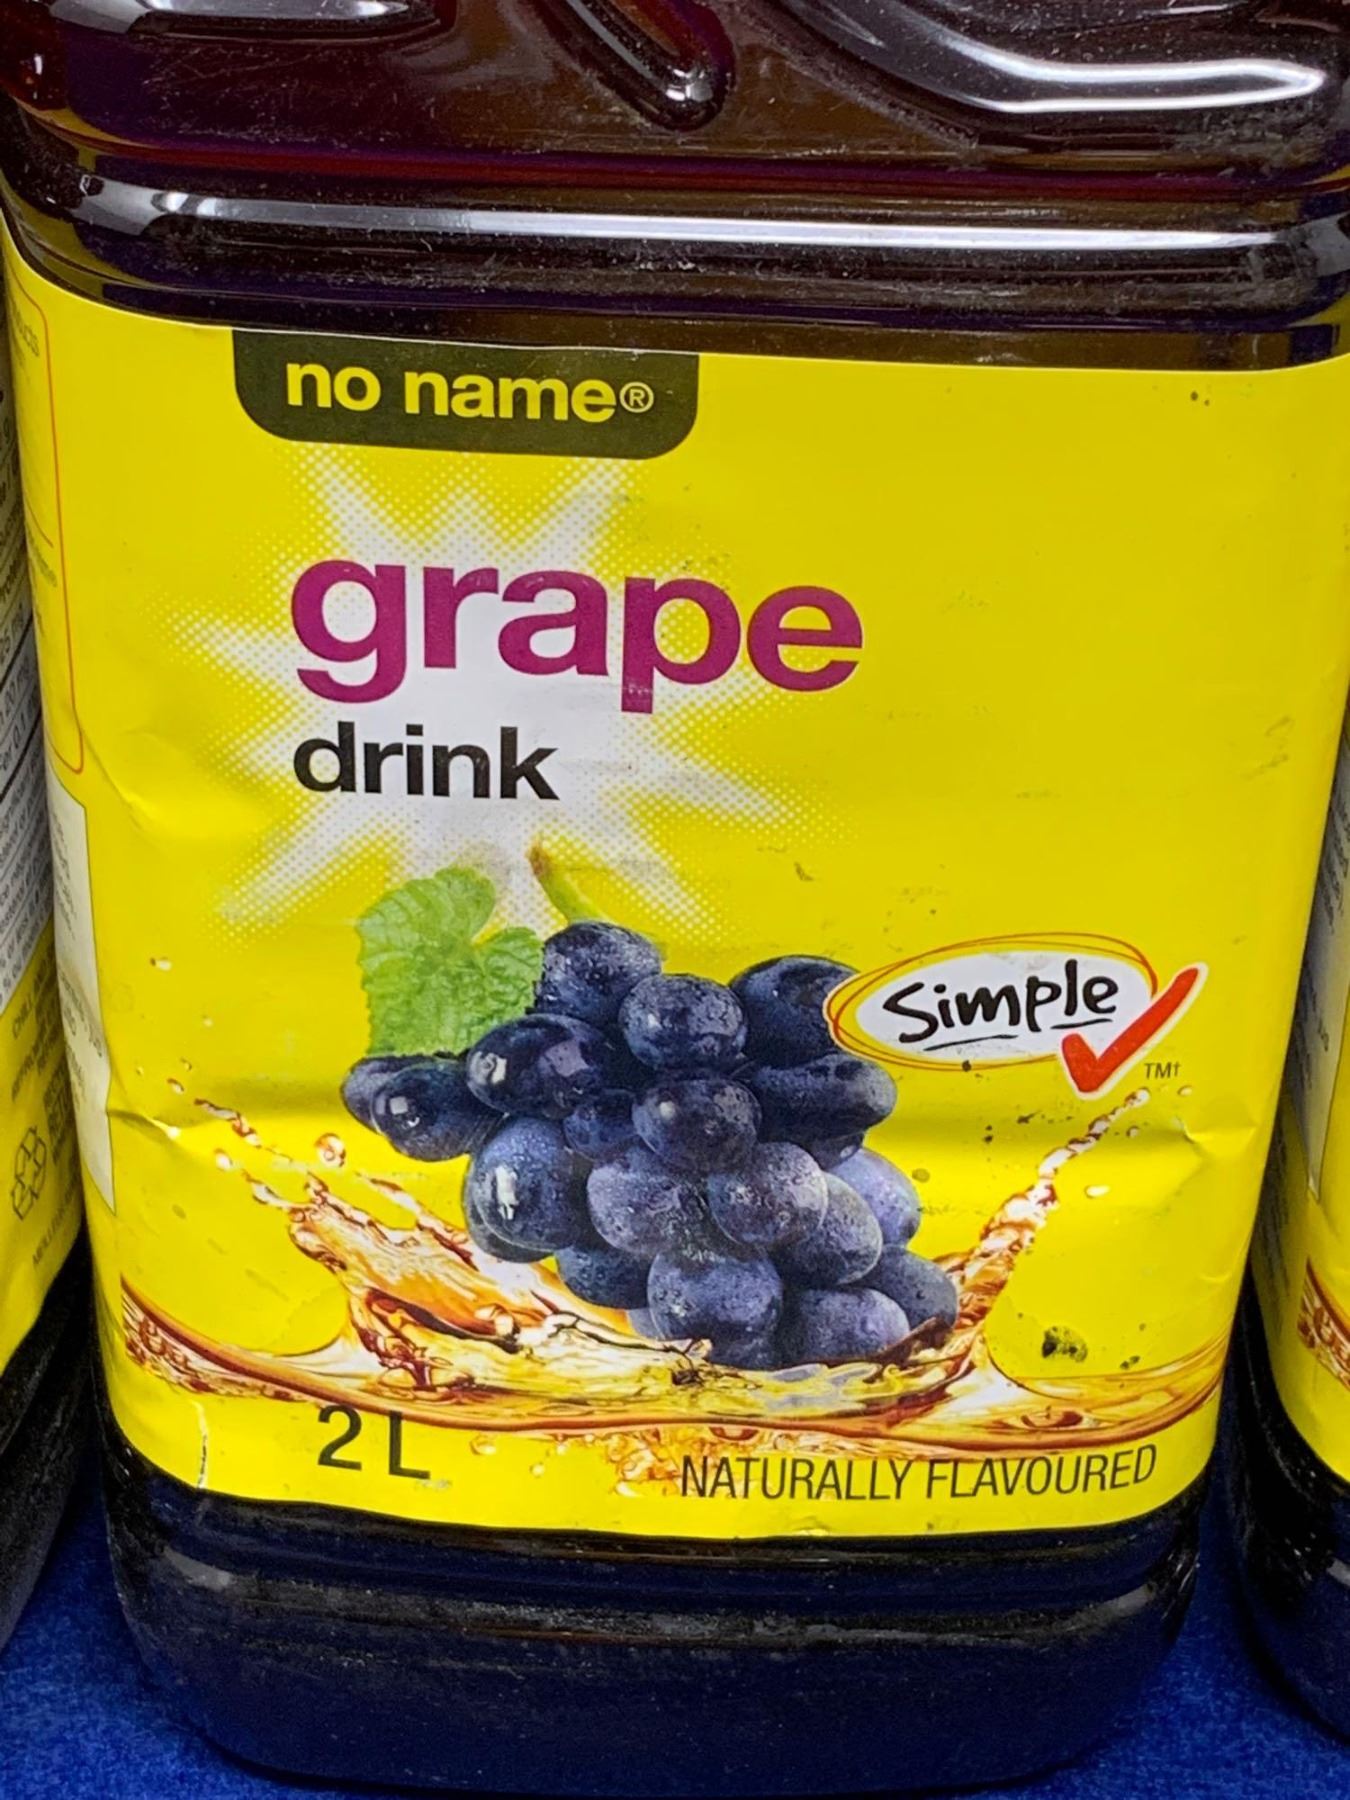 no name®
grape
drink
Simple
TM†
2 L
NATURALLY FLAVOURED